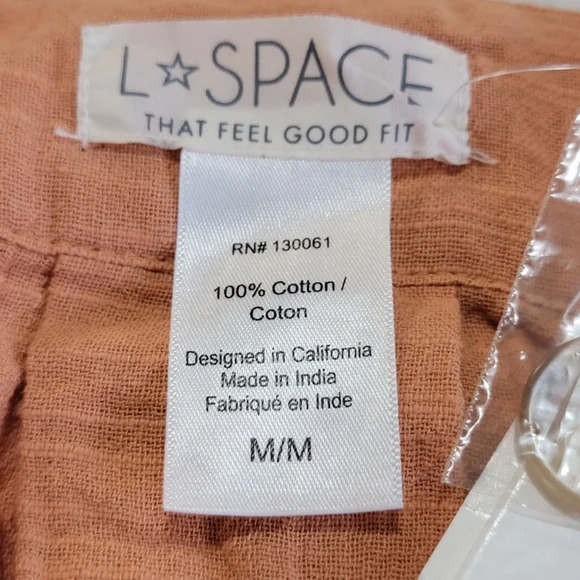 L☆SPACE
THAT FEEL GOOD FIT
RN# 130061
100% Cotton /
Coton
Designed in California
Made in India
Fabriqué en Inde
M/M